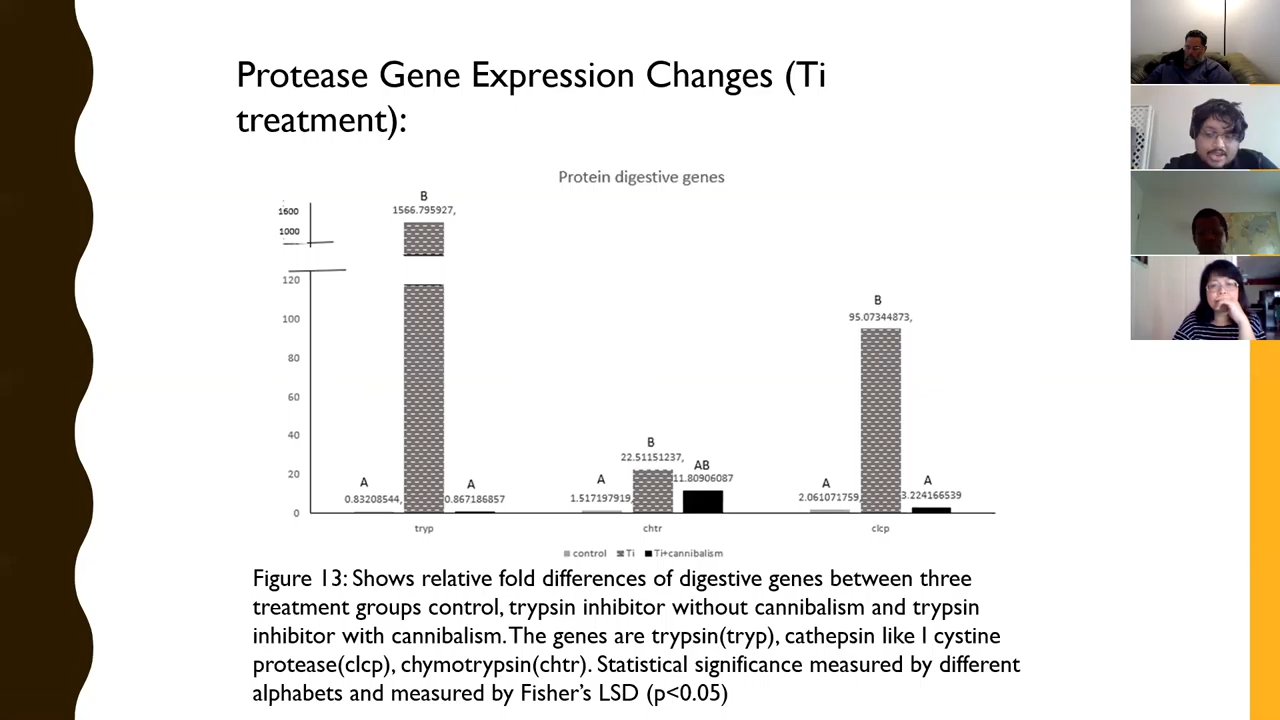 Protease Gene Expression Changes (Ti
treatment):
Protein digestive genes
B
1566.795927,
1600
1000
120
100
80
60
40
20
0
A
0.83208544,
A
0.867186857
A
1.517197919,
B
22.51151237,
AB
11.80906087
A
2.061071759,
B
95.07344873,
A
3.224166539
tryp
chtr
clcp
control Ti Ti+cannibalism
Figure 13: Shows relative fold differences of digestive genes between three
treatment groups control, trypsin inhibitor without cannibalism and trypsin
inhibitor with cannibalism. The genes are trypsin(tryp), cathepsin like I cystine
protease(clcp), chymotrypsin(chtr). Statistical significance measured by different
alphabets and measured by Fisher's LSD (p<0.05)